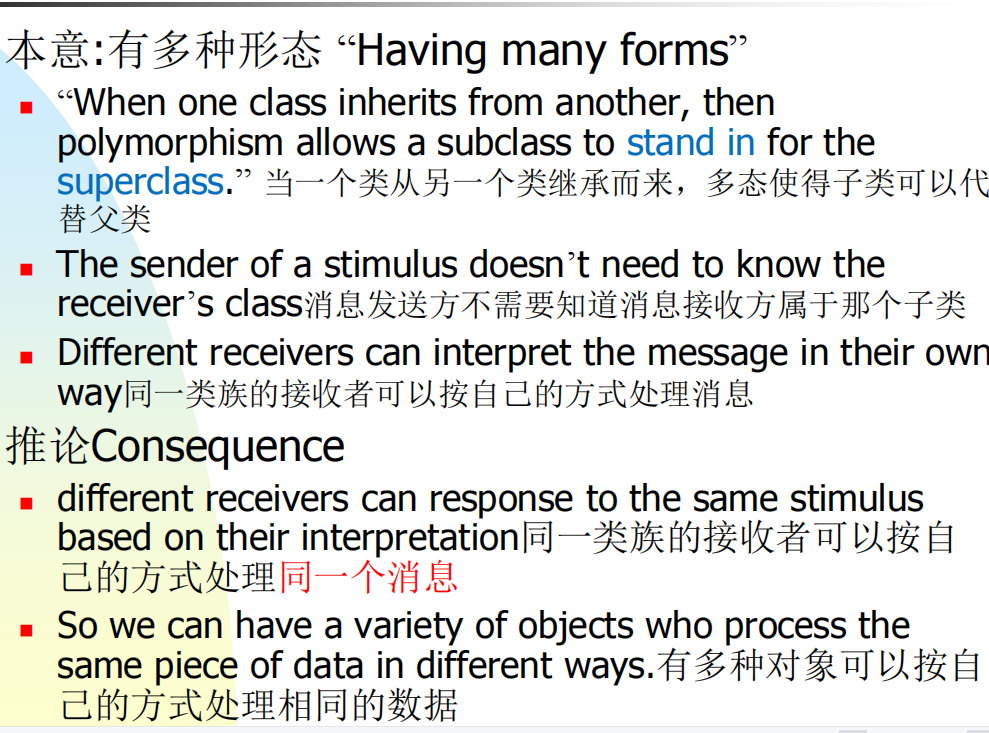 本意:有多种形态 “Having many forms”
“When one class inherits from another, then
polymorphism allows a subclass to stand in for the
superclass.” 当一个类从另一个类继承而来，多态使得子类可以代
替父类
The sender of a stimulus doesn’t need to know the
receiver’s class消息发送方不需要知道消息接收方属于那个子类
Different receivers can interpret the message in their own
way同一类族的接收者可以按自己的方式处理消息
推论Consequence
different receivers can response to the same stimulus
based on their interpretation同一类族的接收者可以按自
己的方式处理同一个消息
So we can have a variety of objects who process the
same piece of data in different ways.有多种对象可以按自
己的方式处理相同的数据